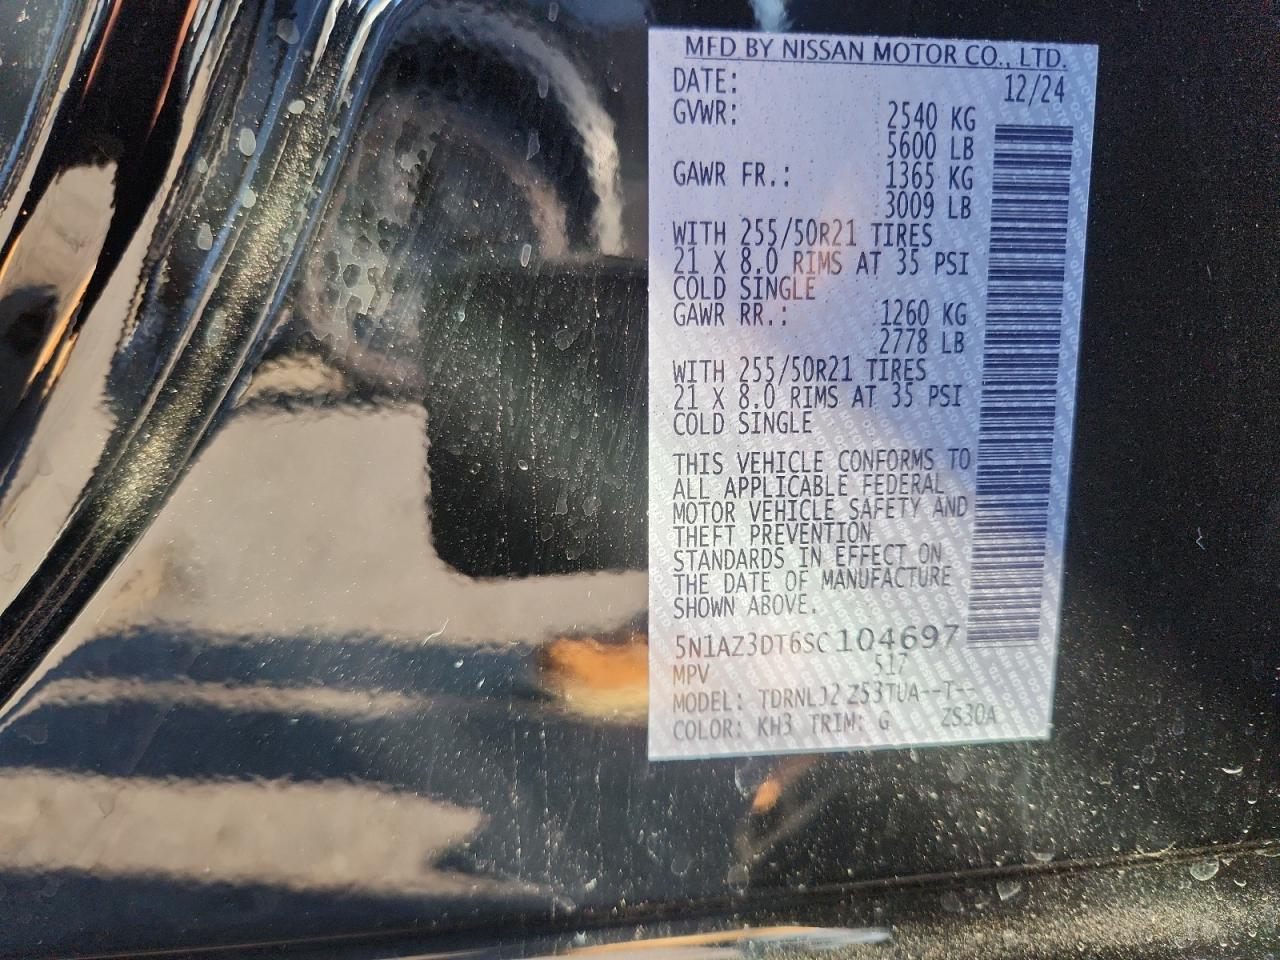 MFD BY NISSAN MOTOR CO., LTD.
DATE: 12/24
GVWR: 2540 KG
5600 LB
GAWR FR.: 1365 KG
3009 LB
WITH 255/50R21 TIRES
21 X 8.0 RIMS AT 35 PSI
COLD SINGLE
GAWR RR.: 1260 KG
2778 LB
WITH 255/50R21 TIRES
21 X 8.0 RIMS AT 35 PSI
COLD SINGLE
THIS VEHICLE CONFORMS TO
ALL APPLICABLE FEDERAL
MOTOR VEHICLE SAFETY AND
THEFT PREVENTION
STANDARDS IN EFFECT ON
THE DATE OF MANUFACTURE
SHOWN ABOVE.
5N1AZ3DT6SC104697
MPV 517
MODEL: TDRNLJ2 Z53TUA--T--
COLOR: KH3 TRIM: G ZS30A